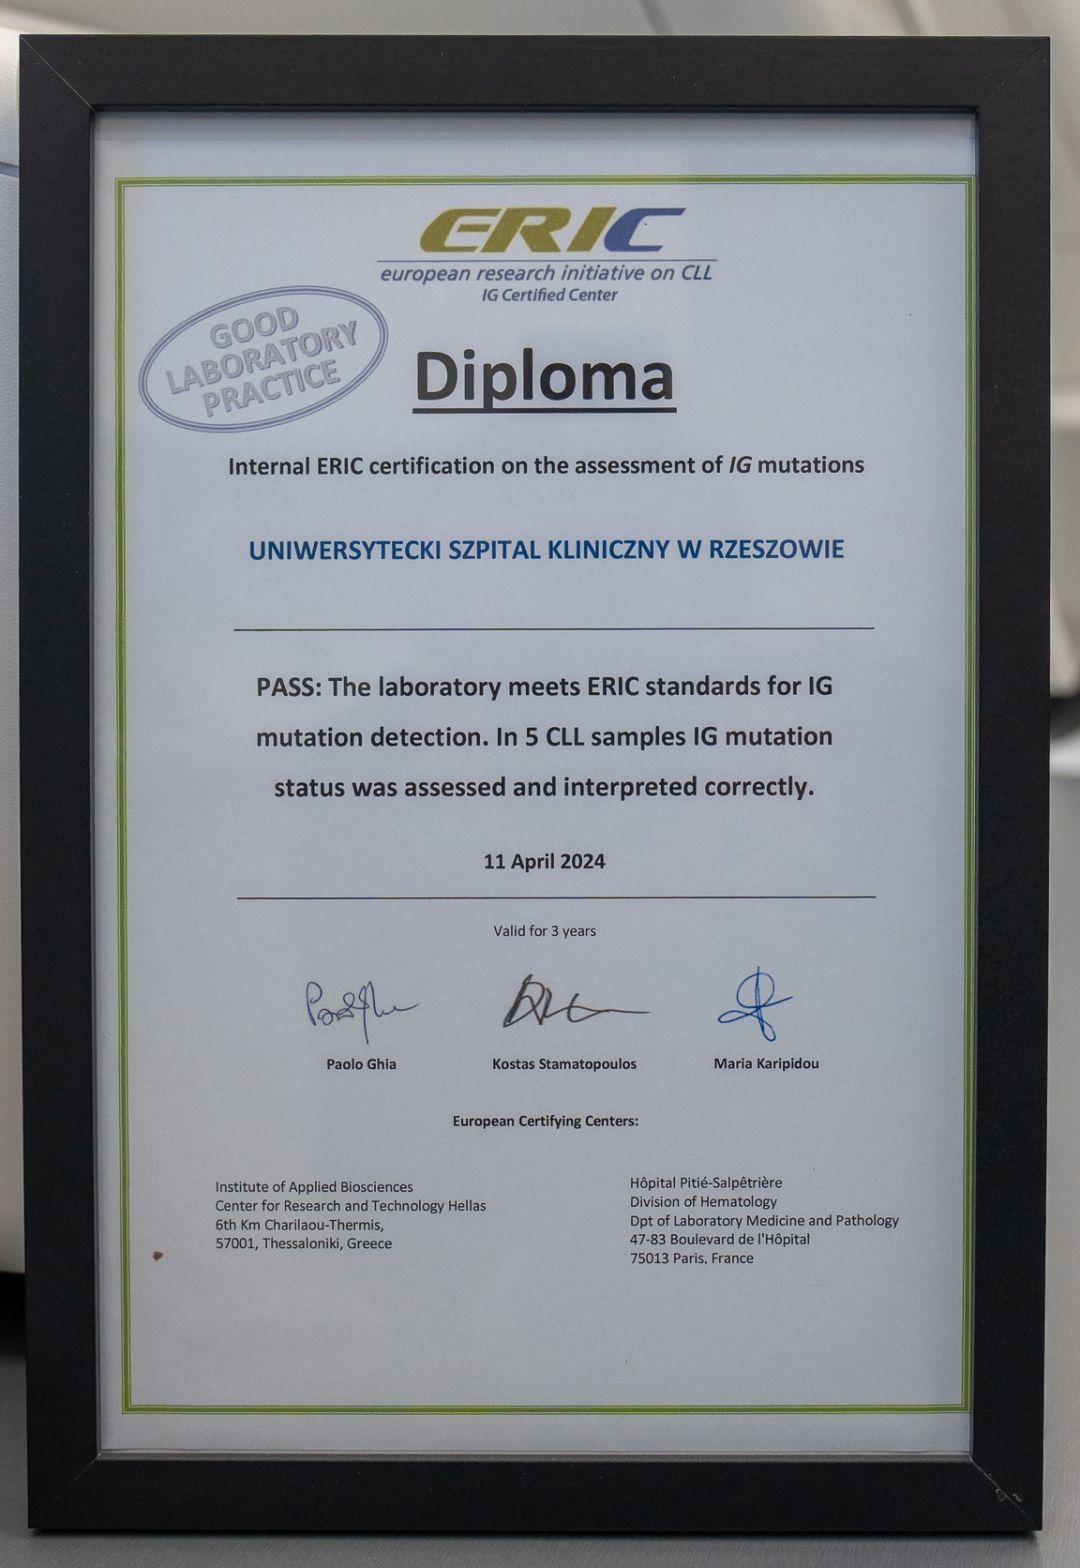 ERIC
european research initiative on CLL
IG Certified Center
GOOD
LABORATORY
PRACTICE
Diploma
Internal ERIC certification on the assessment of IG mutations
UNIWERSYTECKI SZPITAL KLINICZNY W RZESZOWIE
PASS: The laboratory meets ERIC standards for IG
mutation detection. In 5 CLL samples IG mutation
status was assessed and interpreted correctly.
11 April 2024
Valid for 3 years
Paolo Ghia
Kostas Stamatopoulos
Maria Karipidou
European Certifying Centers:
Institute of Applied Biosciences
Center for Research and Technology Hellas
6th Km Charilaou-Thermis,
57001, Thessaloniki, Greece
Hôpital Pitié-Salpêtrière
Division of Hematology
Dpt of Laboratory Medicine and Pathology
47-83 Boulevard de l'Hôpital
75013 Paris, France